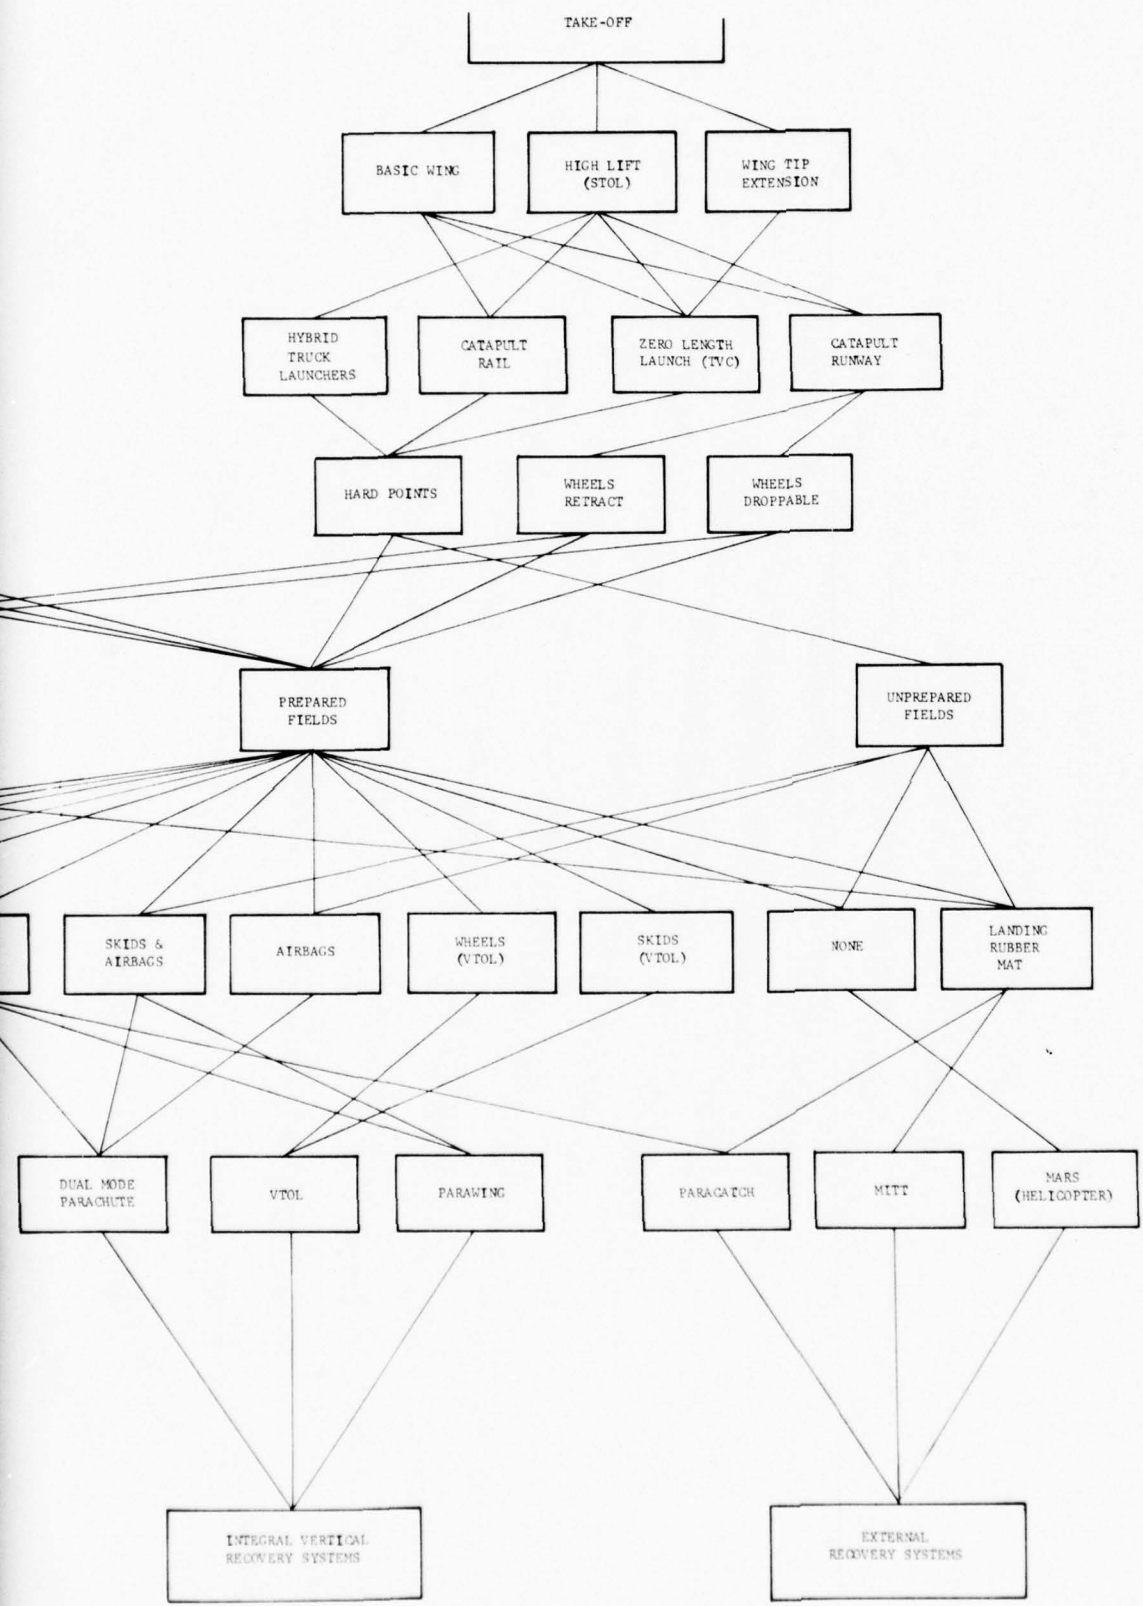 TAKE-OFF
BASIC WING
HIGH LIFT
(STOL)
WING TIP
EXTENSION
HYBRID
TRUCK
LAUNCHERS
CATAPULT
RAIL
ZERO LENGTH
LAUNCH (TVC)
CATAPULT
RUNWAY
HARD POINTS
WHEELS
RETRACT
WHEELS
DROPPABLE
PREPARED
FIELDS
UNPREPARED
FIELDS
SKIDS &
AIRBAGS
AIRBAGS
WHEELS
(VTOL)
SKIDS
(VTOL)
NONE
LANDING
RUBBER
MAT
DUAL MODE
PARACHUTE
VTOL
PARAWING
PARACATCH
MITT
MARS
(HELICOPTER)
INTEGRAL VERTICAL
RECOVERY SYSTEMS
EXTERNAL
RECOVERY SYSTEMS